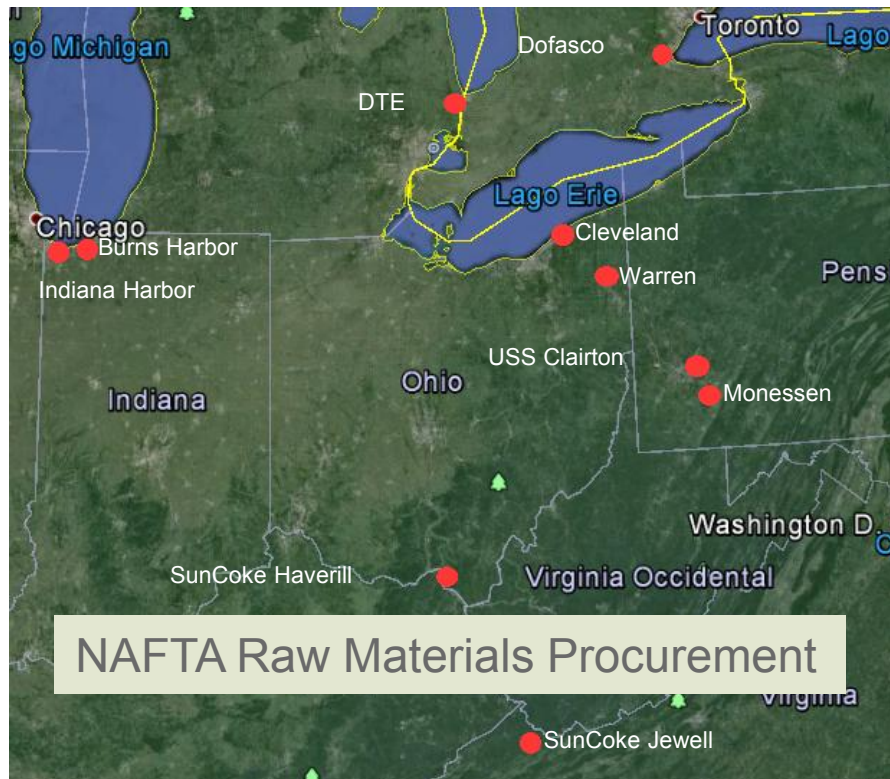 Toronto
Dofasco
Lago
go Michigan
DTE
Lago Erie
Chicago
Burns Harbor
Cleveland
Indiana Harbor
Warren
Pens
USS Clairton
Ohio
Indiana
Monessen
Washington D.
SunCoke Haverill
Virginia Occidental
NAFTA Raw Materials Procurement
Virginia
SunCoke Jewell